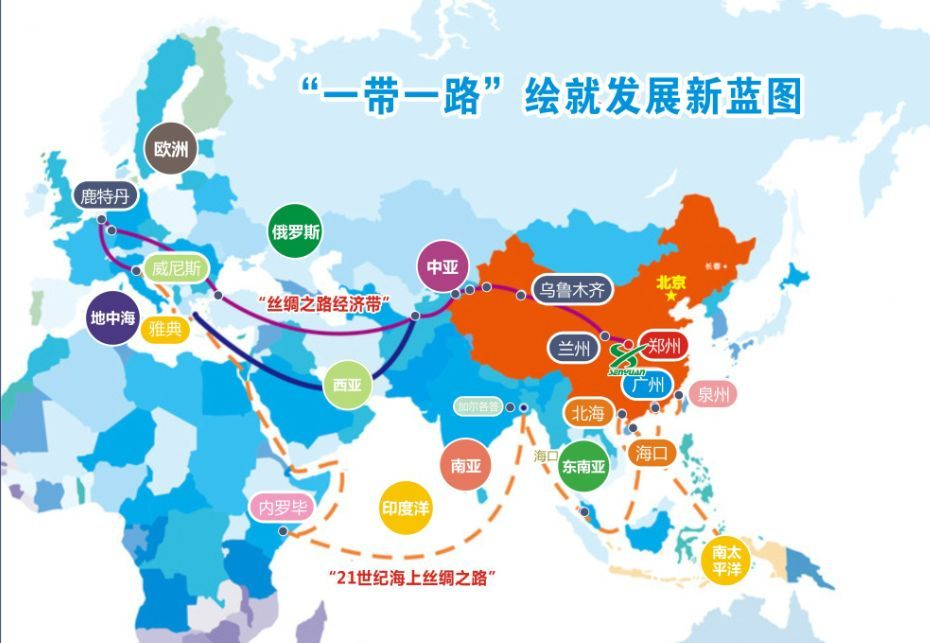 “一带一路”绘就发展新蓝图
欧洲
鹿特丹
俄罗斯
威尼斯
中亚
乌鲁木齐
北京
长春
“丝绸之路经济带”
地中海
雅典
兰州
郑州
SENYUAN
西亚
广州
泉州
加尔各答
北海
海口
海口
南亚
东南亚
内罗毕
印度洋
南太
平洋
“21世纪海上丝绸之路”